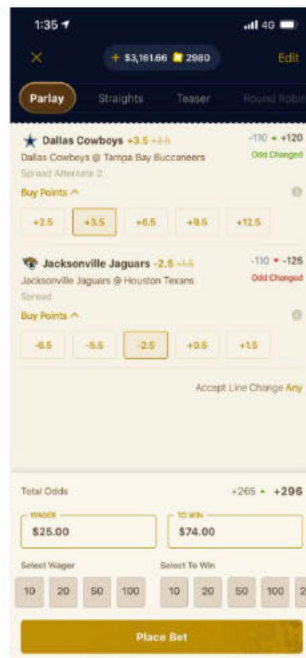 1:35
4G
+ $3,161.66 2980
Edit
Parlay Straights Teaser Round Robin
Dallas Cowboys +3.5 +2.5
-110 +120
Dallas Cowboys @ Tampa Bay Buccaneers
Odd Changed
Spread Alternate 2
Buy Points
+2.5 +3.5 +6.5 +9.5 +12.5
Jacksonville Jaguars -2.5 -1.5
-110 -125
Jacksonville Jaguars @ Houston Texans
Odd Changed
Spread
Buy Points
-6.5 -5.5 -2.5 +0.5 +1.5
Accept Line Change Any
Total Odds
+265 +296
WAGER
$25.00
TO WIN
$74.00
Select Wager
Select To Win
10 20 50 100
10 20 50 100 2
Place Bet